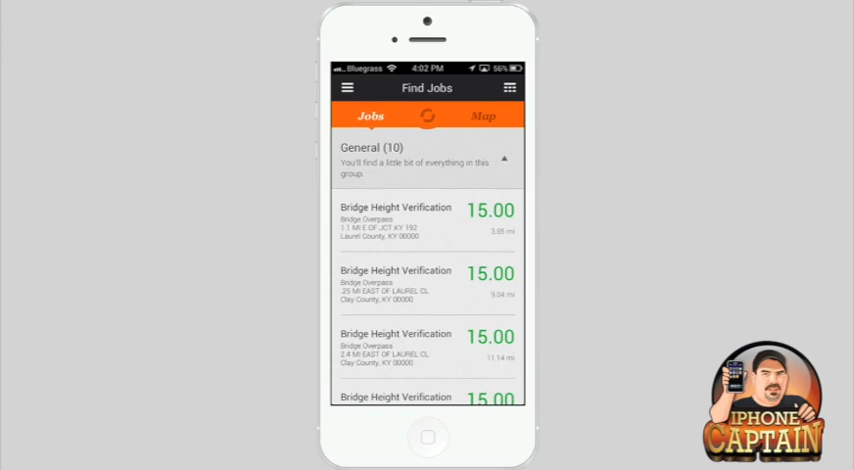 Bluegrass 4:02 PM 56%
Find Jobs
Jobs Map
General (10)
You'll find a little bit of everything in this
group.
Bridge Height Verification 15.00
Bridge Overpass
1.1 MI E OF JCT KY 192 3.85 mi
Laurel County, KY 00000
Bridge Height Verification 15.00
Bridge Overpass
.25 MI EAST OF LAUREL CL 9.04 mi
Clay County, KY 00000
Bridge Height Verification 15.00
Bridge Overpass
2.4 MI EAST OF LAUREL CL 11.14 mi
Clay County, KY 00000
Bridge Height Verification 15.00
IPHONE
CAPTAIN